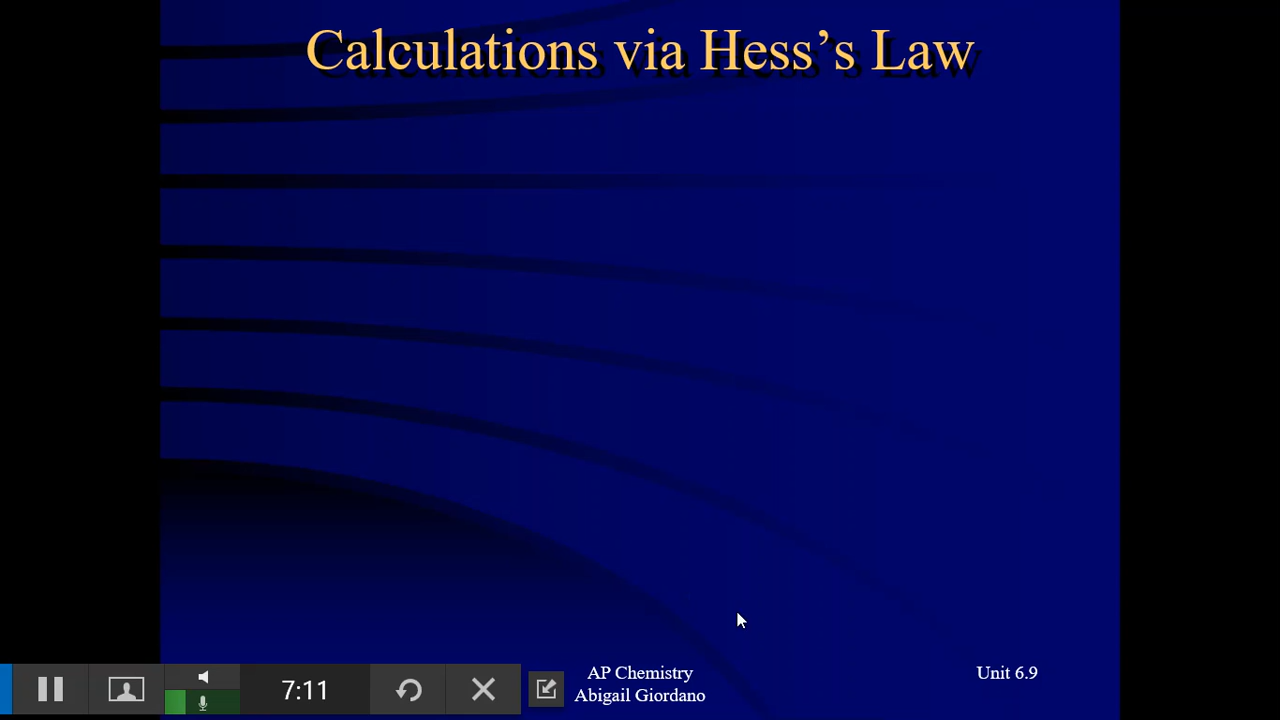 Calculations via Hess’s Law
7:11
AP Chemistry
Abigail Giordano
Unit 6.9